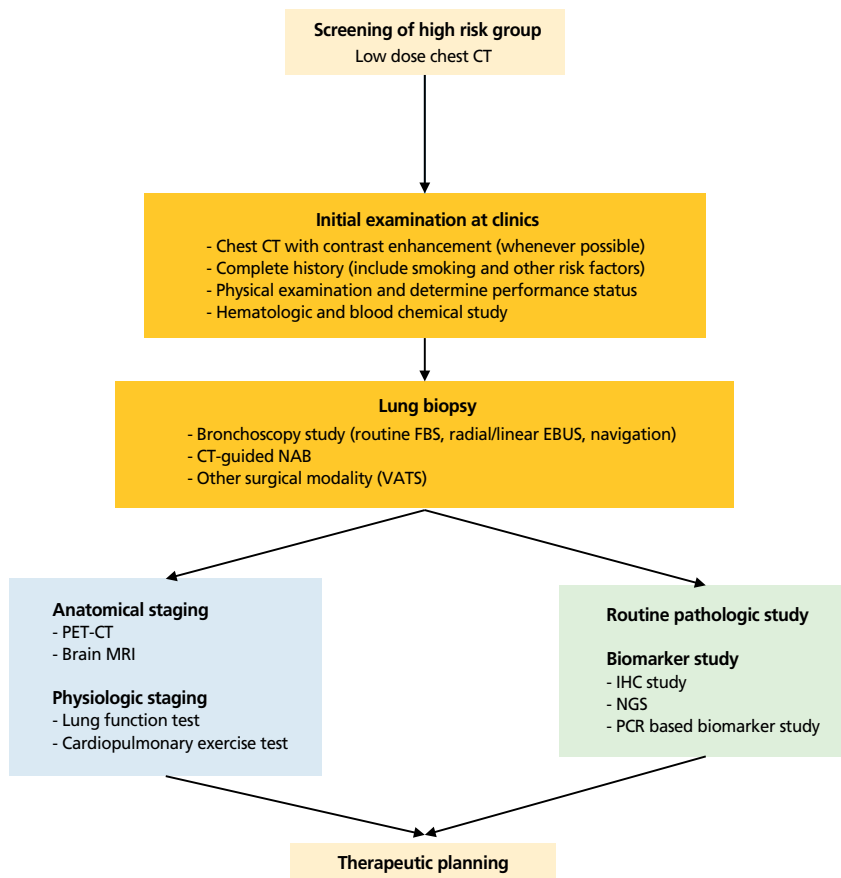 Screening of high risk group
Low dose chest CT
Initial examination at clinics
- Chest CT with contrast enhancement (whenever possible)
- Complete history (include smoking and other risk factors)
- Physical examination and determine performance status
- Hematologic and blood chemical study
Lung biopsy
- Bronchoscopy study (routine FBS, radial/linear EBUS, navigation)
- CT-guided NAB
- Other surgical modality (VATS)
Anatomical staging
- PET-CT
- Brain MRI
Physiologic staging
- Lung function test
- Cardiopulmonary exercise test
Routine pathologic study
Biomarker study
- IHC study
- NGS
- PCR based biomarker study
Therapeutic planning